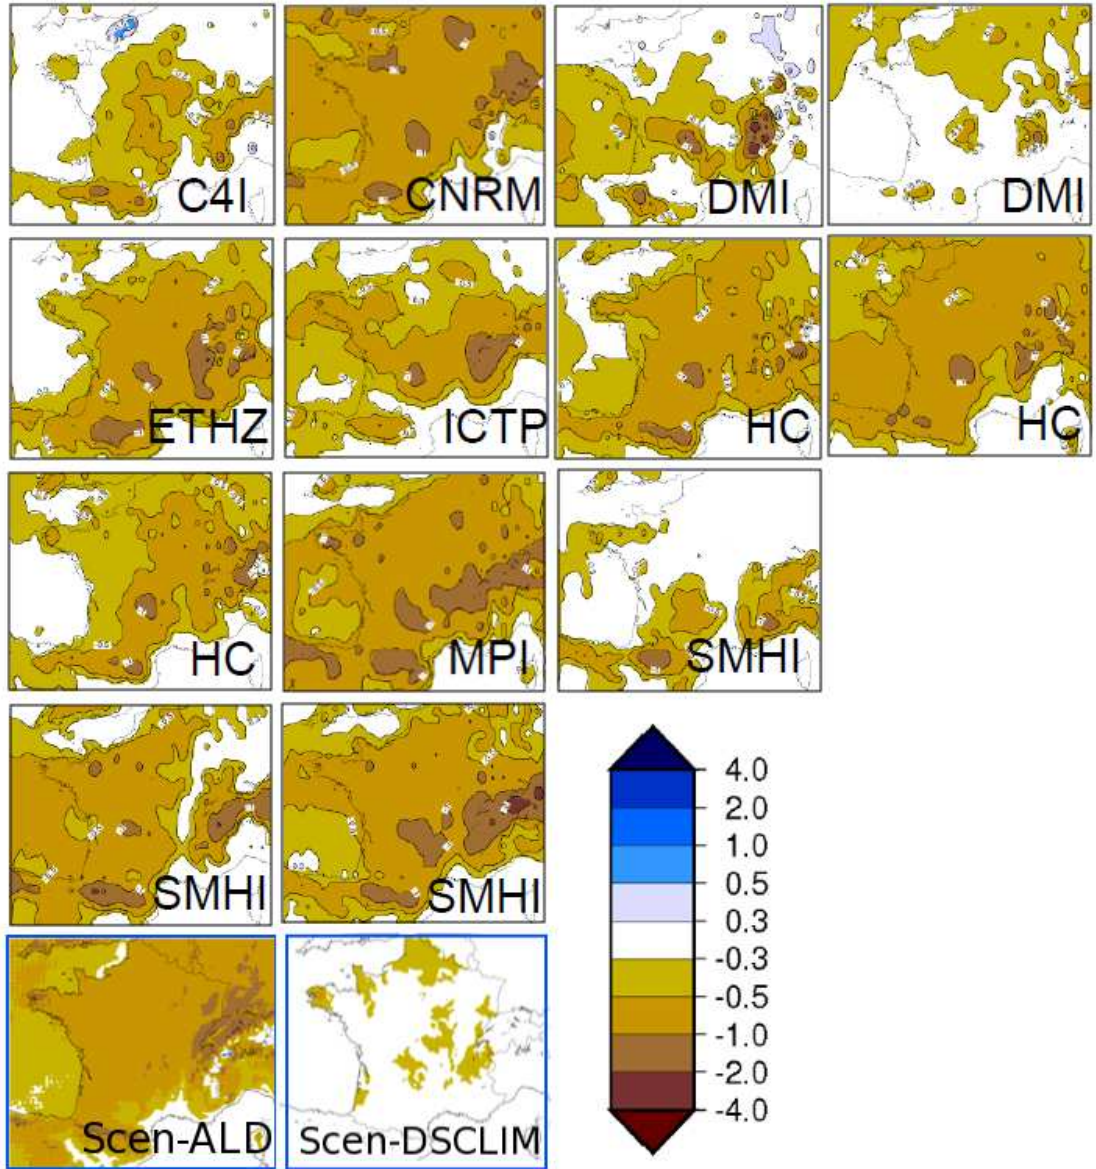 C4I
CNRM
DMI
DMI
ETHZ
ICTP
HC
HC
HC
MPI
SMHI
SMHI
SMHI
4.0
2.0
1.0
0.5
0.3
-0.3
-0.5
-1.0
-2.0
-4.0
Scen-ALD
Scen-DSCLIM